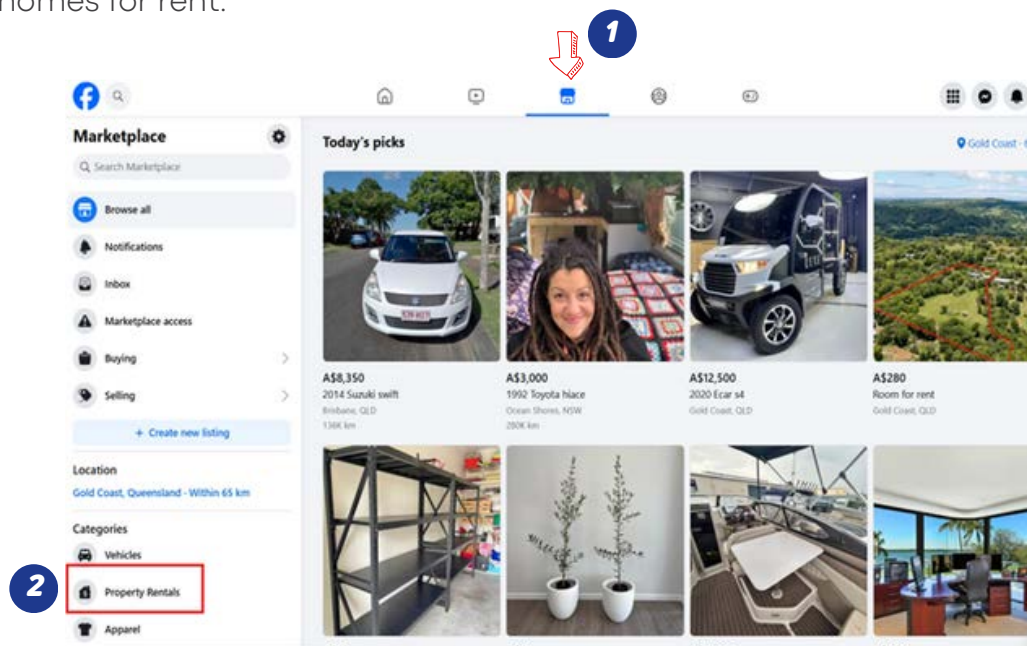 homes for rent.
1
Marketplace
Today's picks
Gold Coast ·
Search Marketplace
Browse all
Notifications
Inbox
Marketplace access
Buying
Selling
+ Create new listing
Location
Gold Coast, Queensland · Within 65 km
Categories
Vehicles
2
Property Rentals
Apparel
A$8,350
2014 Suzuki swift
Brisbane, QLD
136K km
A$3,000
1992 Toyota hiace
Ocean Shores, NSW
280K km
A$12,500
2020 Ecar s4
Gold Coast, QLD
A$280
Room for rent
Gold Coast, QLD